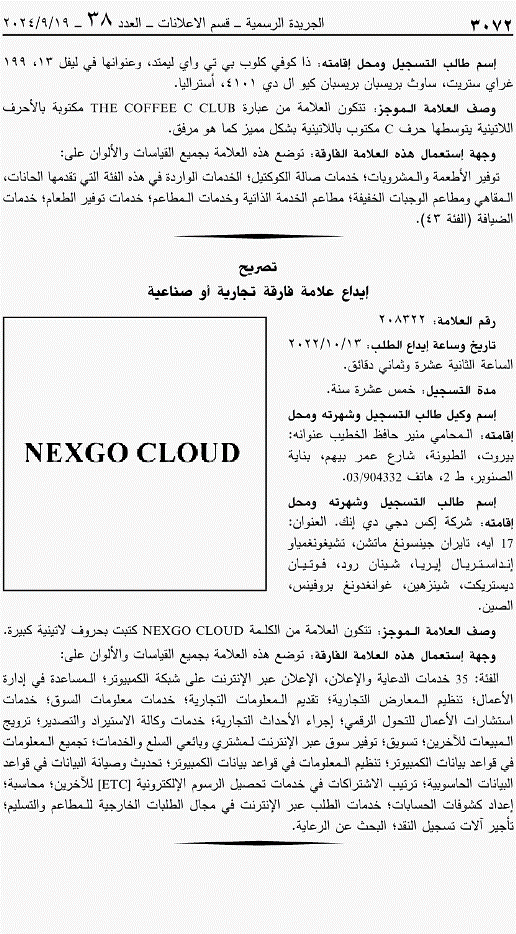 ٣٠٧٢ الجريدة الرسمية – قسم الاعلانات – العدد ٣٨ – ٢٠٢٤/٩/١٩
إسم طالب التسجيل ومحل إقامته: ذا كوفي كلوب بي تي واي ليمتد، وعنوانها في ليفل ١٣، ١٩٩
غراي ستريت، ساوث بريسبان بريسبان كيو ال دي ٤١٠١، أستراليا.
وصف العلامة الموجز: تتكون العلامة من عبارة THE COFFEE C CLUB مكتوبة بالأحرف
اللاتينية يتوسطها حرف C مكتوب باللاتينية بشكل مميز كما هو مرفق.
وجهة إستعمال هذه العلامة الفارقة: توضع هذه العلامة بجميع القياسات والألوان على:
توفير الأطعمة والمشروبات؛ خدمات صالة الكوكتيل؛ الخدمات الواردة في هذه الفئة التي تقدمها الحانات،
المقاهي ومطاعم الوجبات الخفيفة؛ مطاعم الخدمة الذاتية وخدمات المطاعم؛ خدمات توفير الطعام؛ خدمات
الضيافة (الفئة ٤٣).
تصريح
إيداع علامة فارقة تجارية أو صناعية
رقم العلامة: ٢٠٨٣٢٢
تاريخ وساعة إيداع الطلب: ٢٠٢٢/١٠/١٣
الساعة الثانية عشرة وثماني دقائق.
مدة التسجيل: خمس عشرة سنة.
إسم وكيل طالب التسجيل وشهرته ومحل
إقامته: المحامي منير حافظ الخطيب عنوانه:
بيروت، الطيونة، شارع عمر بيهم، بناية
الصنوبر، ط 2، هاتف 03/904332.
إسم طالب التسجيل وشهرته ومحل
إقامته: شركة إكس دجي دي إنك. العنوان:
17 ايه، تايران جينسونغ ماتشن، تشيغونغمياو
إنداستريال إيريا، شينان رود، فوتيان
ديستريكت، شينزهين، غوانغدونغ بروفينس،
الصين.
NEXGO CLOUD
وصف العلامة الموجز: تتكون العلامة من الكلمة NEXGO CLOUD كتبت بحروف لاتينية كبيرة.
وجهة إستعمال هذه العلامة الفارقة: توضع هذه العلامة بجميع القياسات والألوان على:
الفئة: 35 خدمات الدعاية والإعلان، الإعلان عبر الإنترنت على شبكة الكمبيوتر؛ المساعدة في إدارة
الأعمال؛ تنظيم المعارض التجارية؛ تقديم المعلومات التجارية؛ خدمات معلومات السوق؛ خدمات
استشارات الأعمال للتحول الرقمي؛ إجراء الأحداث التجارية؛ خدمات وكالة الاستيراد والتصدير؛ ترويج
المبيعات للآخرين؛ تسويق؛ توفير سوق عبر الإنترنت لمشتري وبائعي السلع والخدمات؛ تجميع المعلومات
في قواعد بيانات الكمبيوتر؛ تنظيم المعلومات في قواعد بيانات الكمبيوتر؛ تحديث وصيانة البيانات في قواعد
البيانات الحاسوبية؛ ترتيب الاشتراكات في خدمات تحصيل الرسوم الإلكترونية [ETC] للآخرين؛ محاسبة؛
إعداد كشوفات الحسابات؛ خدمات الطلب عبر الإنترنت في مجال الطلبات الخارجية للمطاعم والتسليم؛
تأجير آلات تسجيل النقد؛ البحث عن الرعاية.